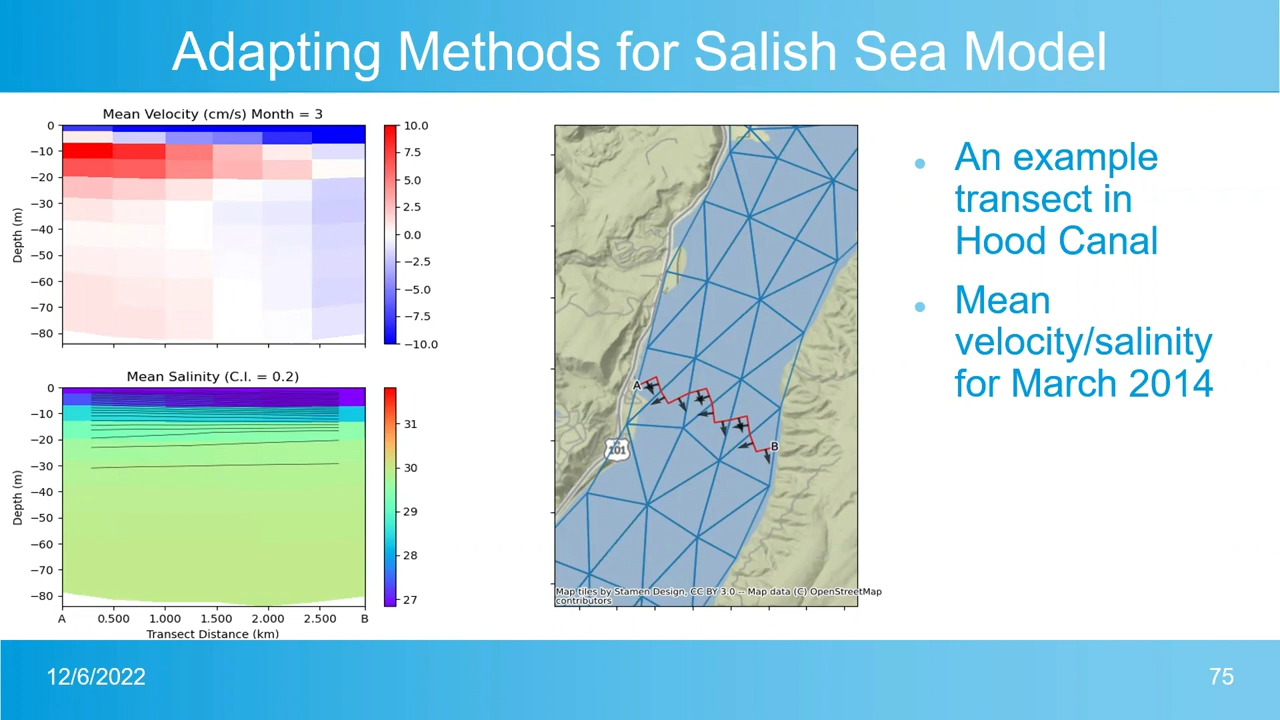 Adapting Methods for Salish Sea Model
Mean Velocity (cm/s) Month = 3
0
−10
−20
−30
−40
−50
−60
−70
−80
Depth (m)
10.0
7.5
5.0
2.5
0.0
−2.5
−5.0
−7.5
−10.0
Mean Salinity (C.I. = 0.2)
0
−10
−20
−30
−40
−50
−60
−70
−80
Depth (m)
31
30
29
28
27
A 0.500 1.000 1.500 2.000 2.500 B
Transect Distance (km)
A
B
101
Map tiles by Stamen Design, CC BY 3.0 -- Map data (C) OpenStreetMap
contributors
• An example
transect in
Hood Canal
• Mean
velocity/salinity
for March 2014
12/6/2022
75